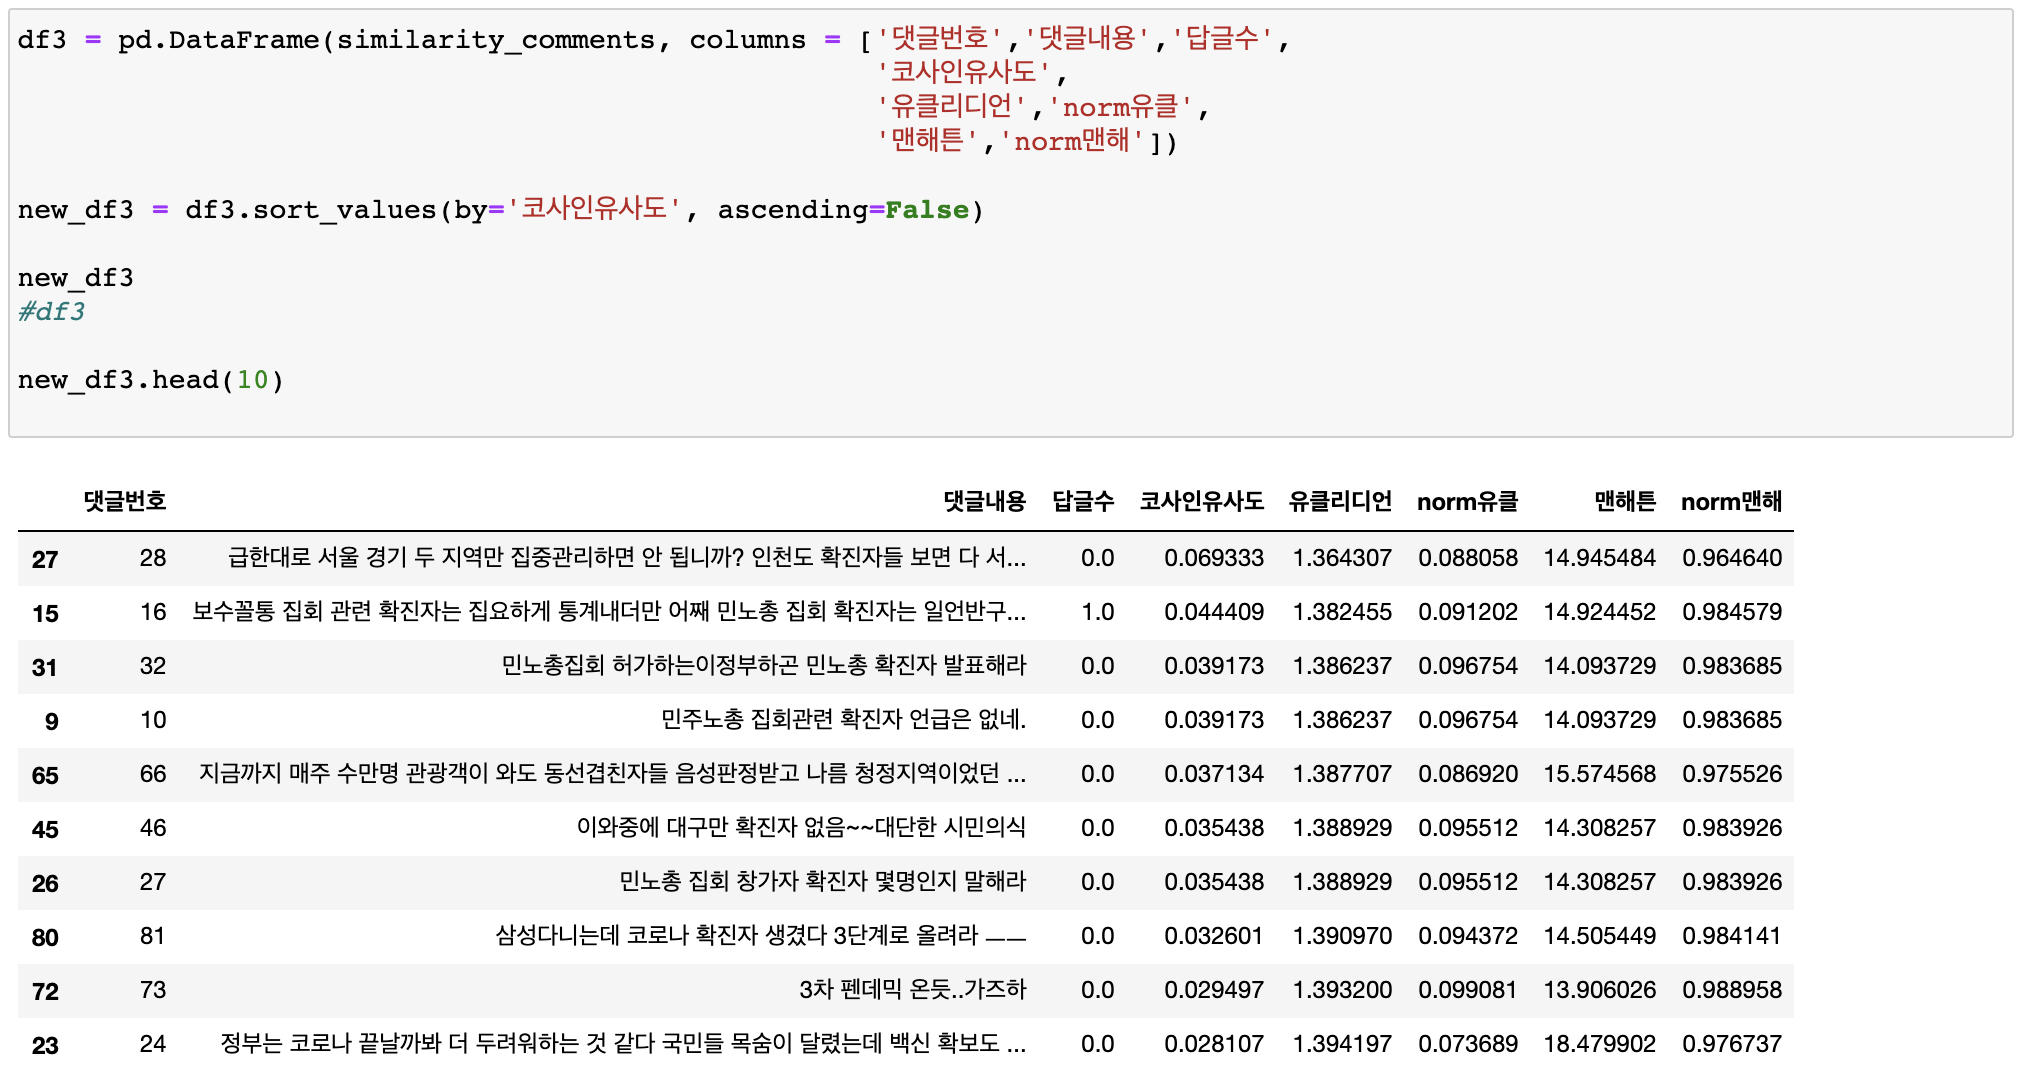 df3 = pd.DataFrame(similarity_comments, columns = ['댓글번호','댓글내용','답글수',
'코사인유사도',
'유클리디언','norm유클',
'맨해튼','norm맨해'])
new_df3 = df3.sort_values(by='코사인유사도', ascending=False)
new_df3
#df3
new_df3.head(10)
댓글번호 댓글내용 답글수 코사인유사도 유클리디언 norm유클 맨해튼 norm맨해
27 28 급한대로 서울 경기 두 지역만 집중관리하면 안 됩니까? 인천도 확진자들 보면 다 서... 0.0 0.069333 1.364307 0.088058 14.945484 0.964640
15 16 보수꼴통 집회 관련 확진자는 집요하게 통계내더만 어째 민노총 집회 확진자는 일언반구... 1.0 0.044409 1.382455 0.091202 14.924452 0.984579
31 32 민노총집회 허가하는이정부하곤 민노총 확진자 발표해라 0.0 0.039173 1.386237 0.096754 14.093729 0.983685
9 10 민주노총 집회관련 확진자 언급은 없네. 0.0 0.039173 1.386237 0.096754 14.093729 0.983685
65 66 지금까지 매주 수만명 관광객이 와도 동선겹친자들 음성판정받고 나름 청정지역이었던 ... 0.0 0.037134 1.387707 0.086920 15.574568 0.975526
45 46 이와중에 대구만 확진자 없음~~대단한 시민의식 0.0 0.035438 1.388929 0.095512 14.308257 0.983926
26 27 민노총 집회 창가자 확진자 몇명인지 말해라 0.0 0.035438 1.388929 0.095512 14.308257 0.983926
80 81 삼성다니는데 코로나 확진자 생겼다 3단계로 올려라 ㅡㅡ 0.0 0.032601 1.390970 0.094372 14.505449 0.984141
72 73 3차 펜데믹 온듯..가즈하 0.0 0.029497 1.393200 0.099081 13.906026 0.988958
23 24 정부는 코로나 끝날까봐 더 두려워하는 것 같다 국민들 목숨이 달렸는데 백신 확보도 ... 0.0 0.028107 1.394197 0.073689 18.479902 0.976737